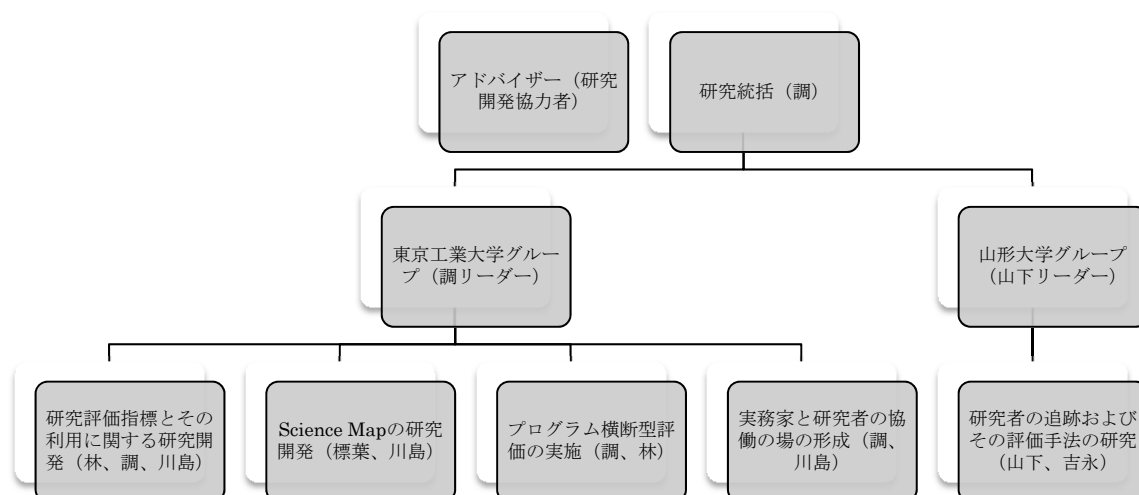 アドバイザー（研究
開発協力者）
研究統括（調）
東京工業大学グルー
プ（調リーダー）
山形大学グループ
（山下リーダー）
研究評価指標とその
利用に関する研究開
発（林、調、川島）
Science Mapの研究
開発（標葉、川島）
プログラム横断型評
価の実施（調、林）
実務家と研究者の協
働の場の形成（調、
川島）
研究者の追跡および
その評価手法の研究
（山下、吉永）